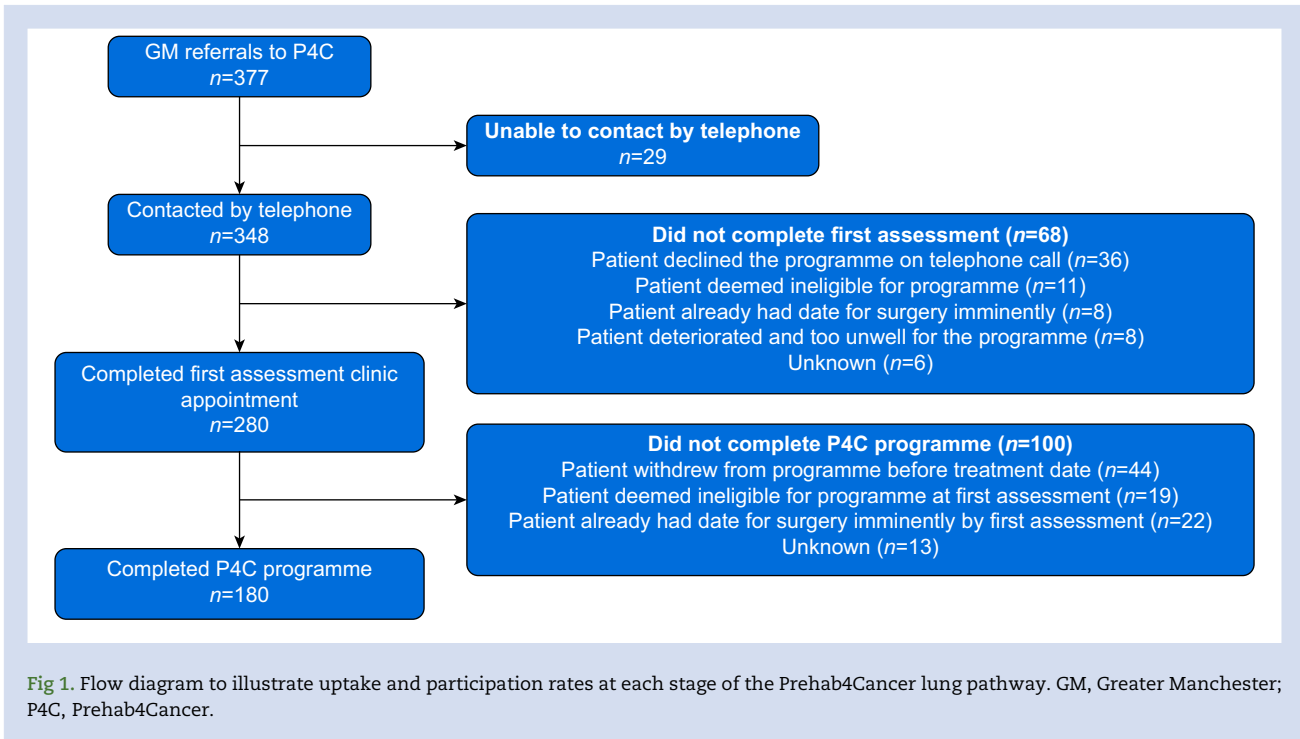 GM referrals to P4C
n=377
Unable to contact by telephone
n=29
Contacted by telephone
n=348
Did not complete first assessment (n=68)
Patient declined the programme on telephone call (n=36)
Patient deemed ineligible for programme (n=11)
Patient already had date for surgery imminently (n=8)
Patient deteriorated and too unwell for the programme (n=8)
Unknown (n=6)
Completed first assessment clinic
appointment
n=280
Did not complete P4C programme (n=100)
Patient withdrew from programme before treatment date (n=44)
Patient deemed ineligible for programme at first assessment (n=19)
Patient already had date for surgery imminently by first assessment (n=22)
Unknown (n=13)
Completed P4C programme
n=180
Fig 1. Flow diagram to illustrate uptake and participation rates at each stage of the Prehab4Cancer lung pathway. GM, Greater Manchester;
P4C, Prehab4Cancer.